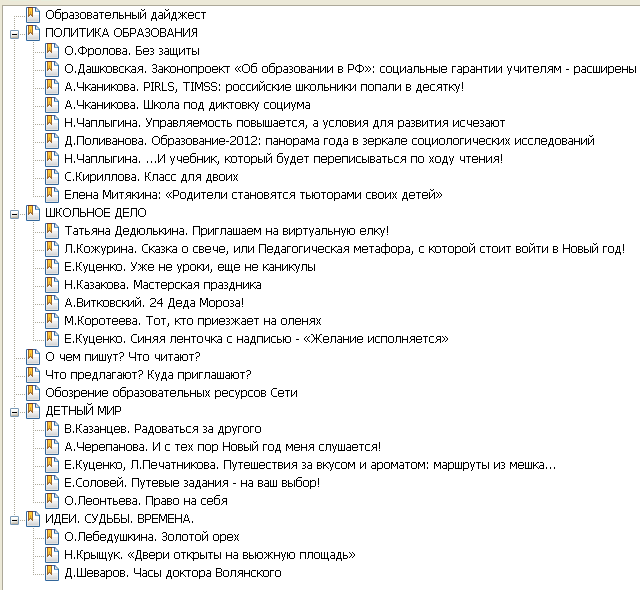 Образовательный дайджест
ПОЛИТИКА ОБРАЗОВАНИЯ
О.Фролова. Без защиты
О.Дашковская. Законопроект «Об образовании в РФ»: социальные гарантии учителям - расширены
А.Чканикова. PIRLS, TIMSS: российские школьники попали в десятку!
А.Чканикова. Школа под диктовку социума
Н.Чаплыгина. Управляемость повышается, а условия для развития исчезают
Д.Поливанова. Образование-2012: панорама года в зеркале социологических исследований
Н.Чаплыгина. ...И учебник, который будет переписываться по ходу чтения!
С.Кириллова. Класс для двоих
Елена Митякина: «Родители становятся тьюторами своих детей»
ШКОЛЬНОЕ ДЕЛО
Татьяна Дедюлькина. Приглашаем на виртуальную елку!
Л.Кожурина. Сказка о свече, или Педагогическая метафора, с которой стоит войти в Новый год!
Е.Куценко. Уже не уроки, еще не каникулы
Н.Казакова. Мастерская праздника
А.Витковский. 24 Деда Мороза!
М.Коротеева. Тот, кто приезжает на оленях
Е.Куценко. Синяя ленточка с надписью - «Желание исполняется»
О чем пишут? Что читают?
Что предлагают? Куда приглашают?
Обозрение образовательных ресурсов Сети
ДЕТНЫЙ МИР
В.Казанцев. Радоваться за другого
А.Черепанова. И с тех пор Новый год меня слушается!
Е.Куценко, Л.Печатникова. Путешествия за вкусом и ароматом: маршруты из мешка...
Е.Соловей. Путевые задания - на ваш выбор!
О.Леонтьева. Право на себя
ИДЕИ. СУДЬБЫ. ВРЕМЕНА.
О.Лебедушкина. Золотой орех
Н.Крыщук. «Двери открыты на вьюжную площадь»
Д.Шеваров. Часы доктора Волянского